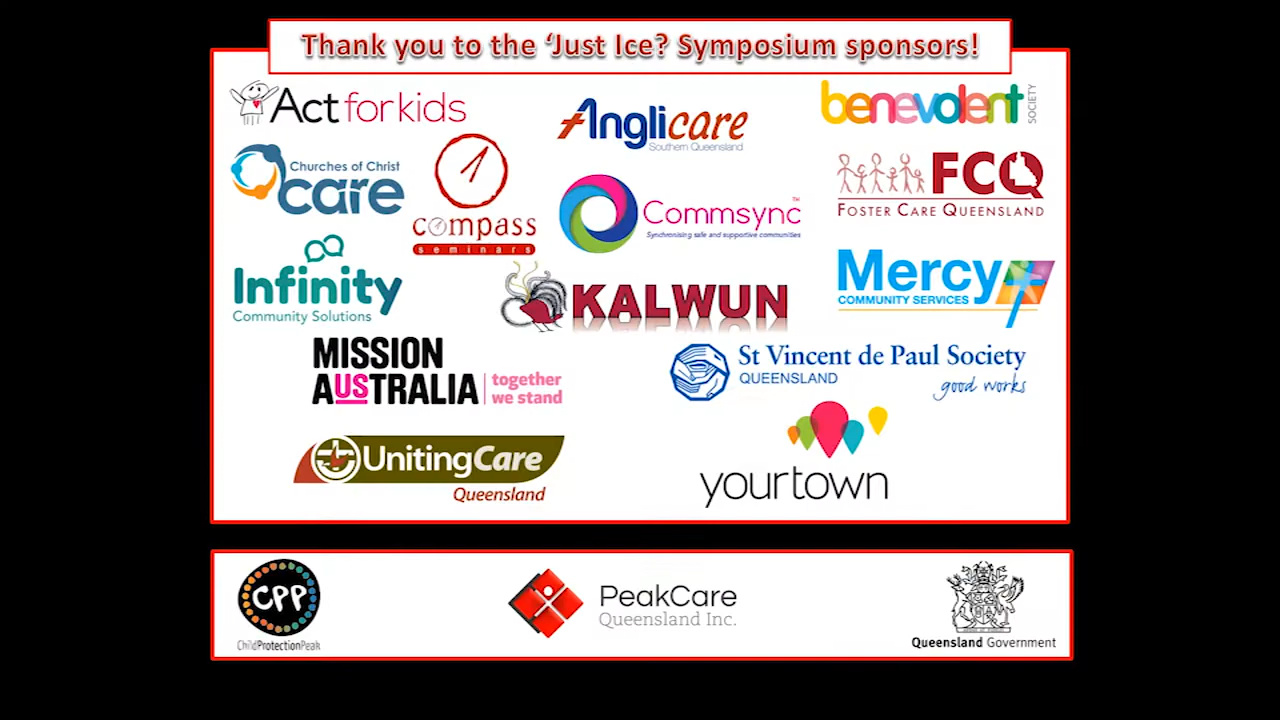 Thank you to the ‘Just Ice? Symposium sponsors!
Act for kids
Anglicare
Southern Queensland
benevolent
SOCIETY
Churches of Christ
care
compass
seminars
Commsync™
Synchronising safe and supportive communities
FCQ
FOSTER CARE QUEENSLAND
Infinity
Community Solutions
KALWUN
Mercy
COMMUNITY SERVICES
MISSION
AUSTRALIA
together
we stand
St Vincent de Paul Society
QUEENSLAND
good works
UnitingCare
Queensland
yourtown
CPP
ChildProtectionPeak
PeakCare
Queensland Inc.
Queensland Government